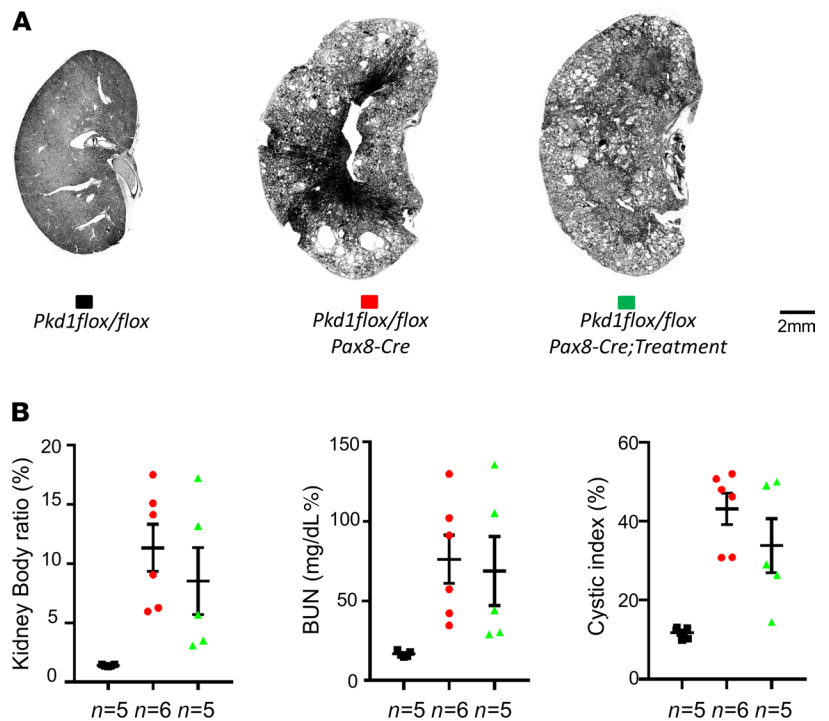 A
Pkd1flox/flox
Pkd1flox/flox
Pax8-Cre
Pkd1flox/flox
Pax8-Cre;Treatment
2mm
B
Kidney Body ratio (%)
20
15
10
5
0
n=5 n=6 n=5
BUN (mg/dL %)
150
100
50
0
n=5 n=6 n=5
Cystic index (%)
60
40
20
0
n=5 n=6 n=5